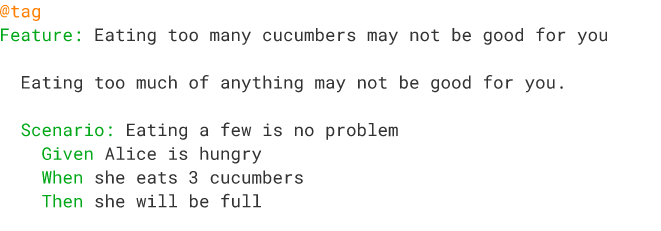 @tag
Feature: Eating too many cucumbers may not be good for you
Eating too much of anything may not be good for you.
Scenario: Eating a few is no problem
Given Alice is hungry
When she eats 3 cucumbers
Then she will be full